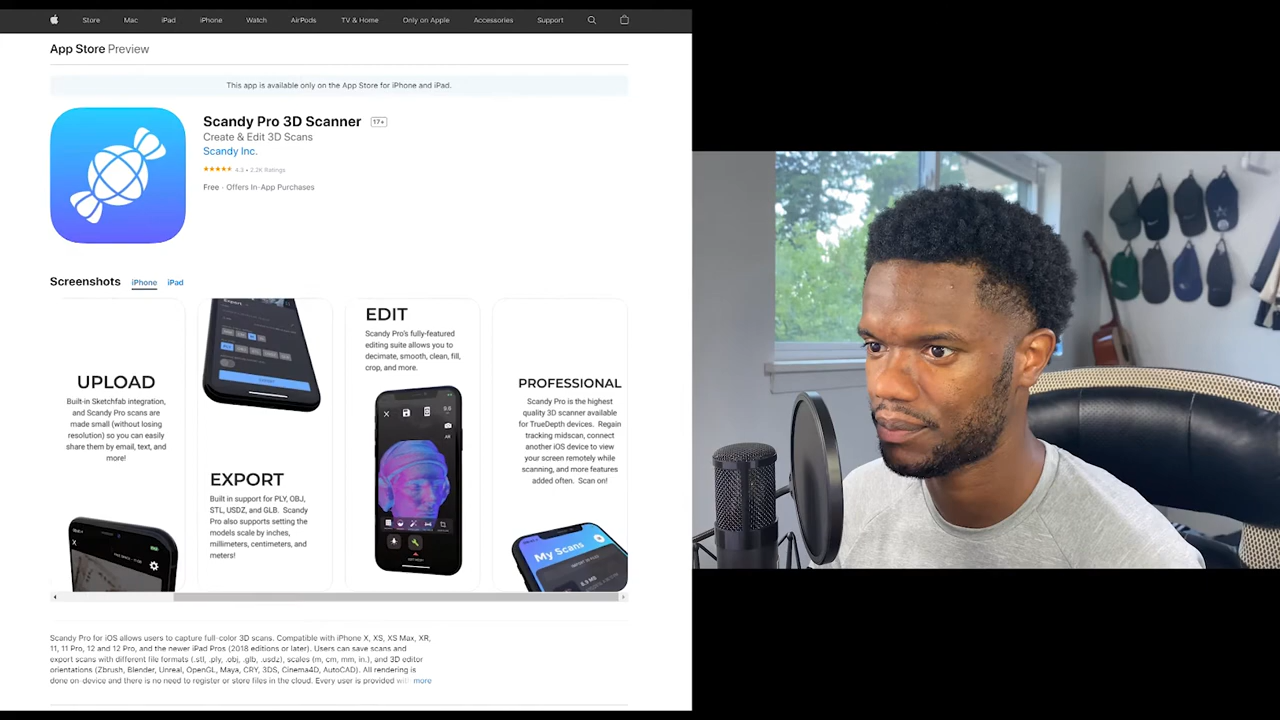 Store Mac iPad iPhone Watch AirPods TV & Home Only on Apple Accessories Support
App Store Preview
This app is available only on the App Store for iPhone and iPad.
Scandy Pro 3D Scanner 17+
Create & Edit 3D Scans
Scandy Inc.
4.3 • 2.2K Ratings
Free · Offers In-App Purchases
Screenshots iPhone iPad
UPLOAD
Built-in Sketchfab integration,
and Scandy Pro scans are
made small (without losing
resolution) so you can easily
share them by email, text, and
more!
EXPORT
Built in support for PLY, OBJ,
STL, USDZ, and GLB. Scandy
Pro also supports setting the
models scale by inches,
millimeters, centimeters, and
meters!
EDIT
Scandy Pro's fully-featured
editing suite allows you to
decimate, smooth, clean, fill,
crop, and more.
PROFESSIONAL
Scandy Pro is the highest
quality 3D scanner available
for TrueDepth devices. Regain
tracking midscan, connect
another iOS device to view
your screen remotely while
scanning, and more features
added often. Scan on!
My Scans
Scandy Pro for iOS allows users to capture full-color 3D scans. Compatible with iPhone X, XS, XS Max, XR,
11, 11 Pro, 12 and 12 Pro, and the newer iPad Pros (2018 editions or later). Users can save scans and
export scans with different file formats (.stl, .ply, .obj, .glb, .usdz), scales (m, cm, mm, in.), and 3D editor
orientations (Zbrush, Blender, Unreal, OpenGL, Maya, CRY, 3DS, Cinema4D, AutoCAD). All rendering is
done on-device and there is no need to register or store files in the cloud. Every user is provided more